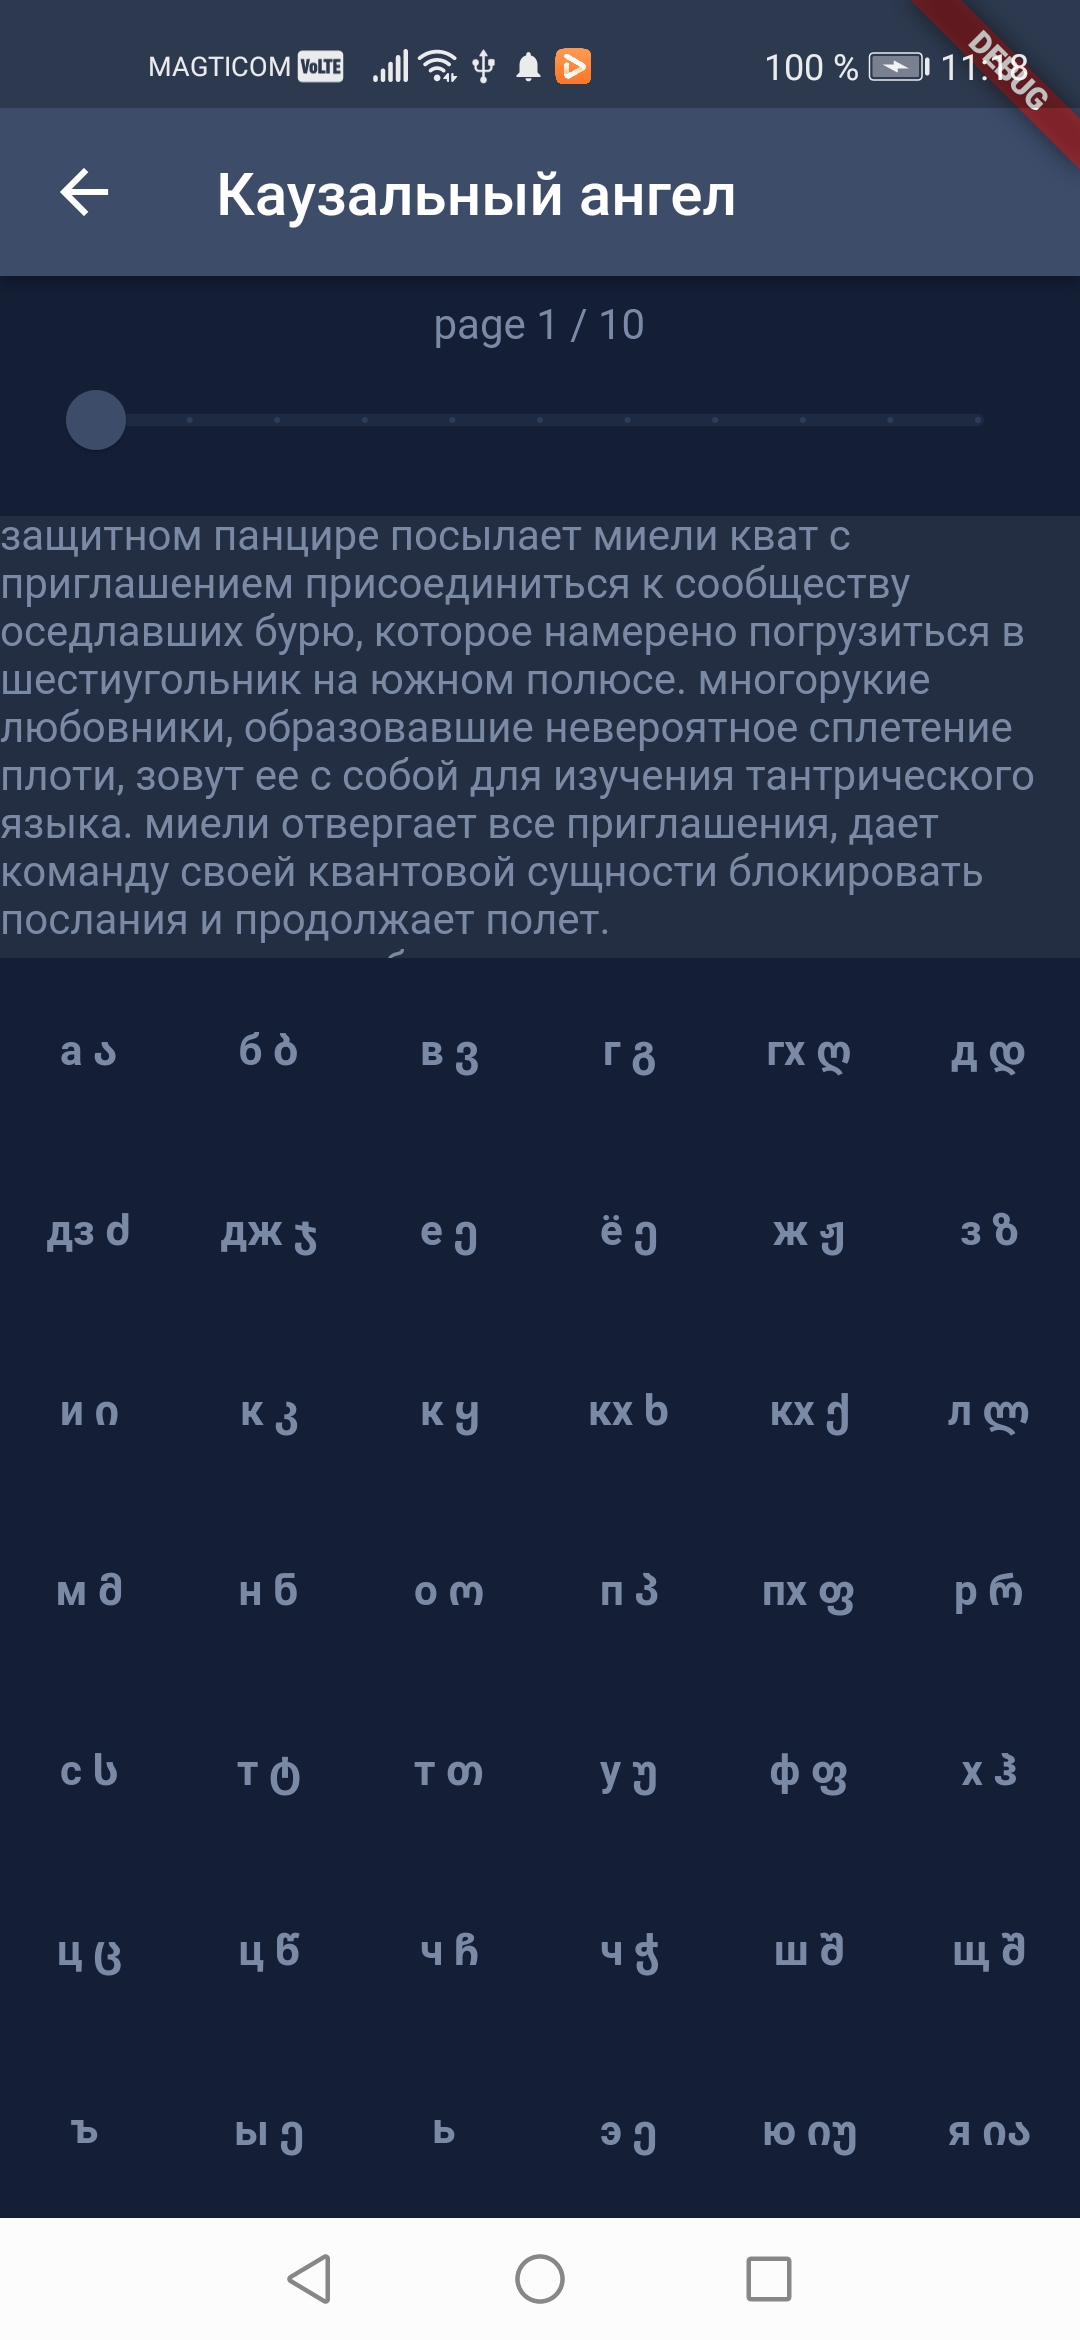 MAGTICOM VoLTE 100 % 11:18
DEBUG
Каузальный ангел
page 1 / 10
защитном панцире посылает миели кват с
приглашением присоединиться к сообществу
оседлавших бурю, которое намерено погрузиться в
шестиугольник на южном полюсе. многорукие
любовники, образовавшие невероятное сплетение
плоти, зовут ее с собой для изучения тантрического
языка. миели отвергает все приглашения, дает
команду своей квантовой сущности блокировать
послания и продолжает полет.
а ა б ბ в ვ г გ гх ღ д დ
дз ძ дж ჯ е ე ё ე ж ჟ з ზ
и ი к კ к ყ кх ხ кх ქ л ლ
м მ н ნ о ო п პ пх ფ р რ
с ს т ტ т თ у უ ф ფ х ჰ
ц ც ц წ ч ჩ ч ჭ ш შ щ შ
ъ ы ე ь э ე ю იუ я ია